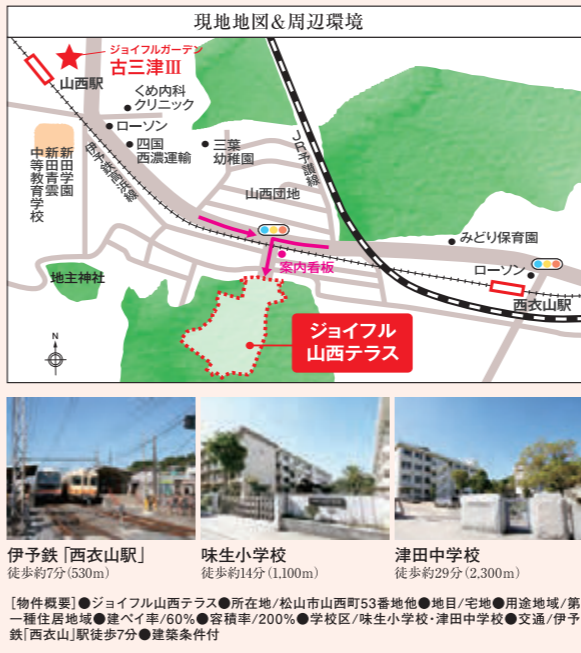 現地地図&周辺環境
ジョイフルガーデン
古三津Ⅲ
山西駅
くめ内科
クリニック
ローソン
四国
西濃運輸
三葉
幼稚園
新田学園
新田青雲
中等教育学校
伊予鉄高浜線
JR予讃線
山西団地
みどり保育園
案内看板
ローソン
西衣山駅
地主神社
N
ジョイフル
山西テラス
伊予鉄「西衣山駅」
徒歩約7分(530m)
味生小学校
徒歩約14分(1,100m)
津田中学校
徒歩約29分(2,300m)
[物件概要]●ジョイフル山西テラス●所在地/松山市山西町53番地他●地目/宅地●用途地域/第
一種住居地域●建ぺイ率/60%●容積率/200%●学校区/味生小学校・津田中学校●交通/伊予
鉄「西衣山」駅徒歩7分●建築条件付